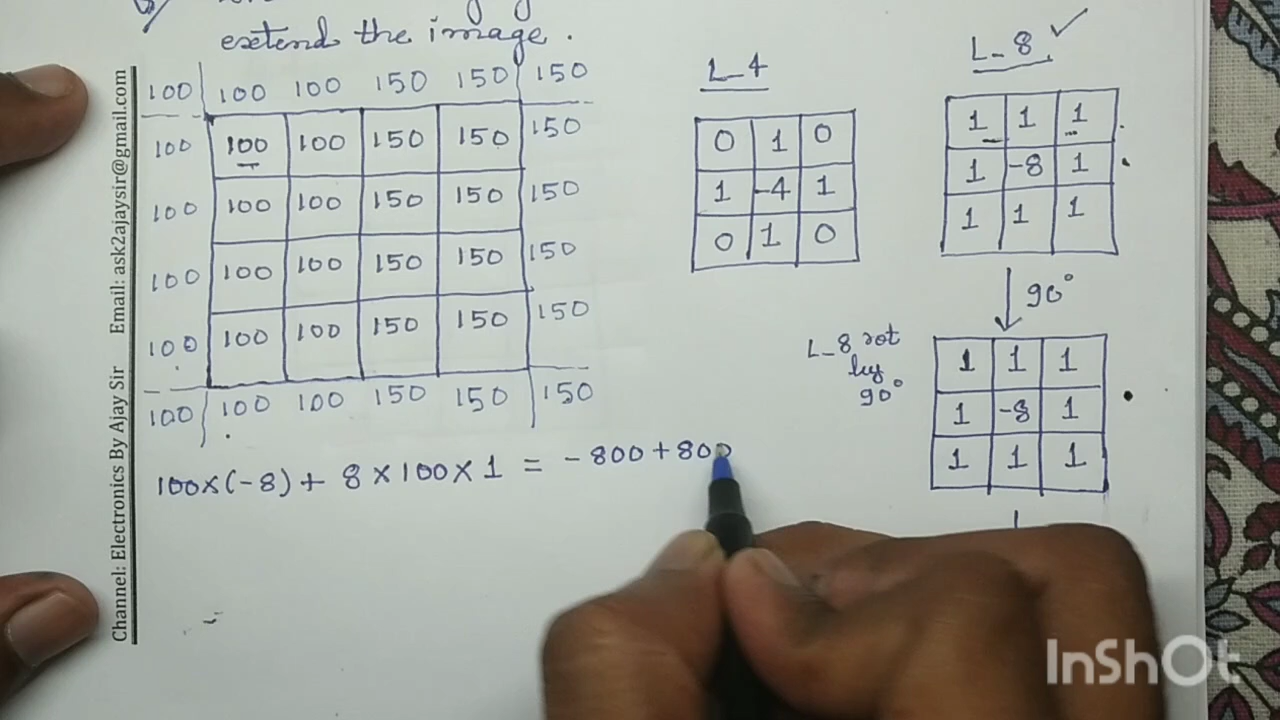 extend the image.
L-4
L-8 ✓
100 100 100 150 150 150
100 100 100 150 150 150
100 100 100 150 150 150
100 100 100 150 150 150
100 100 100 150 150 150
100 100 100 150 150 150
0 1 0
1 -4 1
0 1 0
1 1 1
1 -8 1
1 1 1
90°
L-8 rot
by
90°
1 1 1
1 -8 1
1 1 1
100×(-8) + 8×100×1 = -800+800
Channel: Electronics By Ajay Sir Email: ask2ajaysir@gmail.com
InShOt